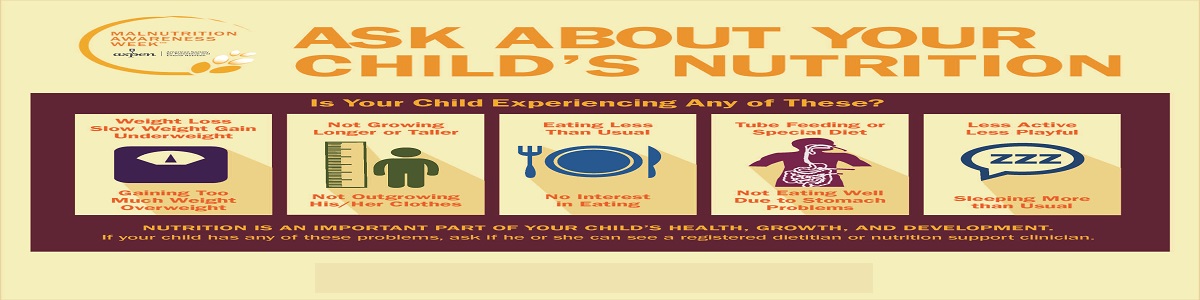 MALNUTRITION
AWARENESS
WEEK™
aspen
ASK ABOUT YOUR
CHILD'S NUTRITION
Is Your Child Experiencing Any of These?
Weight Loss
Slow Weight Gain
Underweight
Gaining Too
Much Weight
Overweight
Not Growing
Longer or Taller
Not Outgrowing
His/Her Clothes
Eating Less
Than Usual
No Interest
in Eating
Tube Feeding or
Special Diet
Not Eating Well
Due to Stomach
Problems
Less Active
Less Playful
ZZZ
Sleeping More
than Usual
NUTRITION IS AN IMPORTANT PART OF YOUR CHILD'S HEALTH, GROWTH, AND DEVELOPMENT.
If your child has any of these problems, ask if he or she can see a registered dietitian or nutrition support clinician.